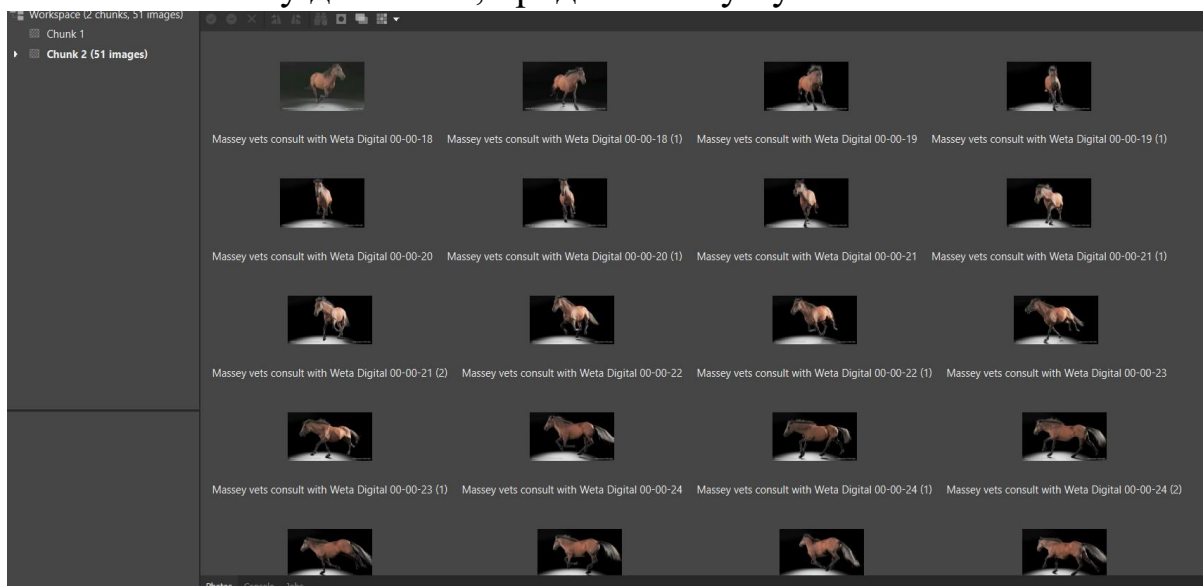 Workspace (2 chunks, 51 images)
Chunk 1
Chunk 2 (51 images)
Massey vets consult with Weta Digital 00-00-18
Massey vets consult with Weta Digital 00-00-18 (1)
Massey vets consult with Weta Digital 00-00-19
Massey vets consult with Weta Digital 00-00-19 (1)
Massey vets consult with Weta Digital 00-00-20
Massey vets consult with Weta Digital 00-00-20 (1)
Massey vets consult with Weta Digital 00-00-21
Massey vets consult with Weta Digital 00-00-21 (1)
Massey vets consult with Weta Digital 00-00-21 (2)
Massey vets consult with Weta Digital 00-00-22
Massey vets consult with Weta Digital 00-00-22 (1)
Massey vets consult with Weta Digital 00-00-23
Massey vets consult with Weta Digital 00-00-23 (1)
Massey vets consult with Weta Digital 00-00-24
Massey vets consult with Weta Digital 00-00-24 (1)
Massey vets consult with Weta Digital 00-00-24 (2)
Photos Console Jobs